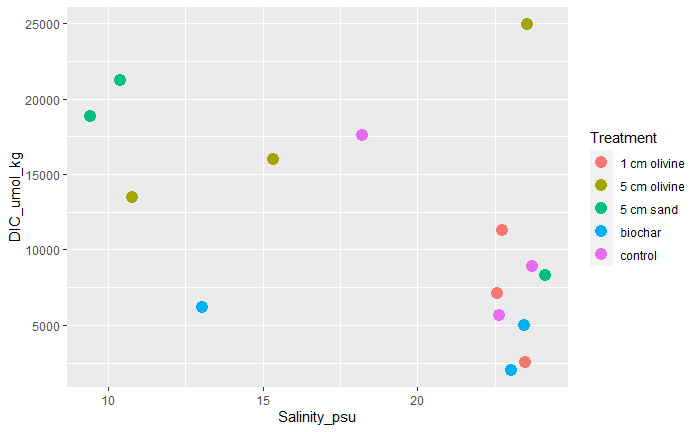 25000
20000
15000
10000
5000
DIC_umol_kg
10
15
20
Salinity_psu
Treatment
1 cm olivine
5 cm olivine
5 cm sand
biochar
control